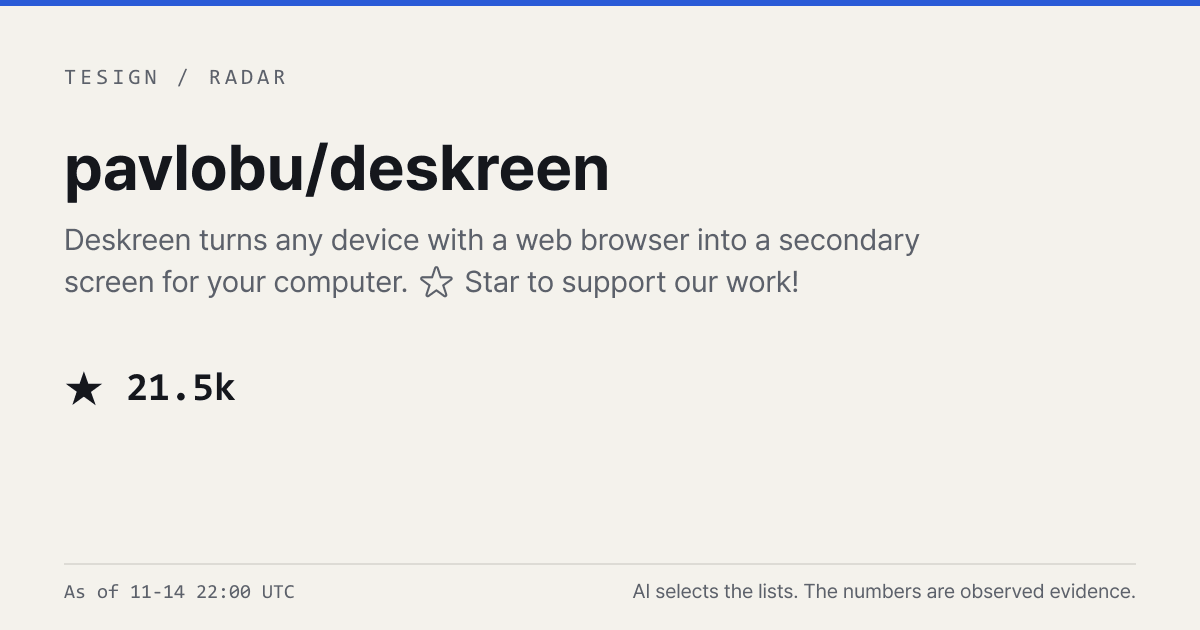 TESIGN / RADAR
pavlobu/deskreen
Deskreen turns any device with a web browser into a secondary
screen for your computer. ☆ Star to support our work!
★ 21.5k
As of 11-14 22:00 UTC
AI selects the lists. The numbers are observed evidence.